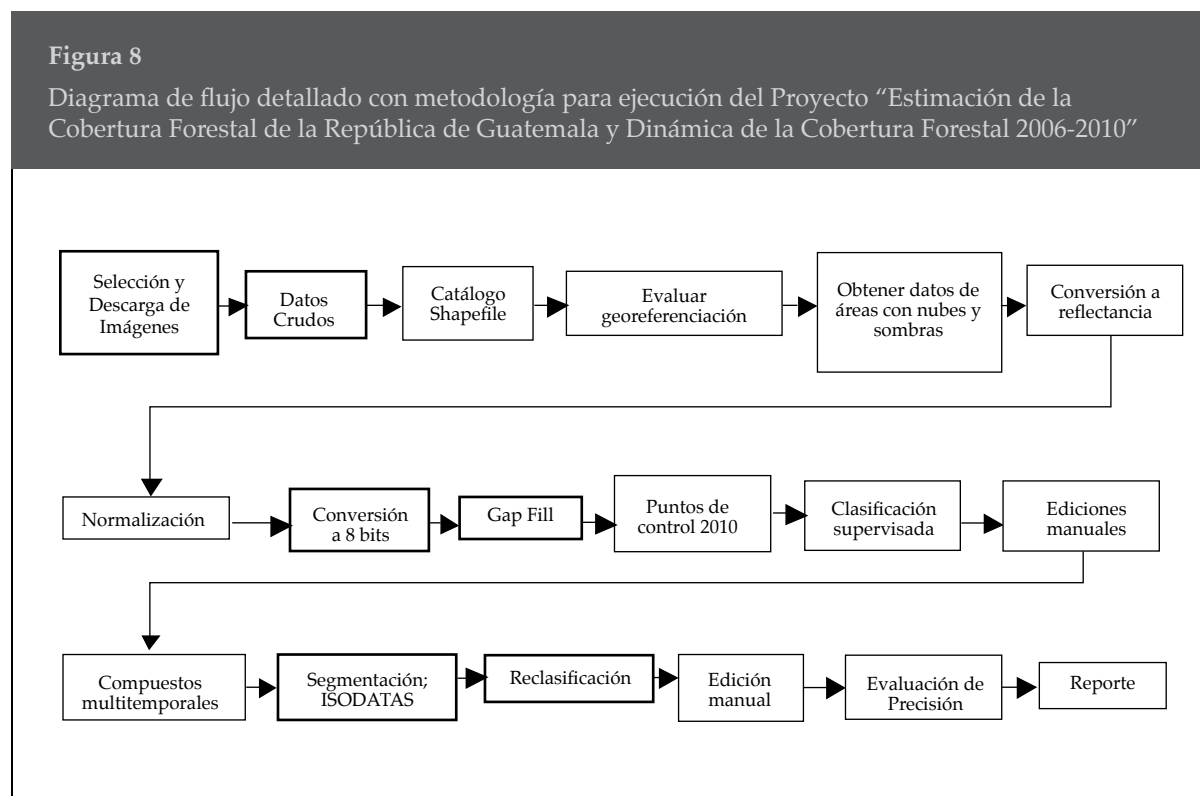 Figura 8
Diagrama de flujo detallado con metodología para ejecución del Proyecto “Estimación de la
Cobertura Forestal de la República de Guatemala y Dinámica de la Cobertura Forestal 2006-2010”
Selección y
Descarga de
Imágenes
Datos
Crudos
Catálogo
Shapefile
Evaluar
georeferenciación
Obtener datos de
áreas con nubes y
sombras
Conversión a
reflectancia
Normalización
Conversión
a 8 bits
Gap Fill
Puntos de
control 2010
Clasificación
supervisada
Ediciones
manuales
Compuestos
multitemporales
Segmentación;
ISODATAS
Reclasificación
Edición
manual
Evaluación de
Precisión
Reporte